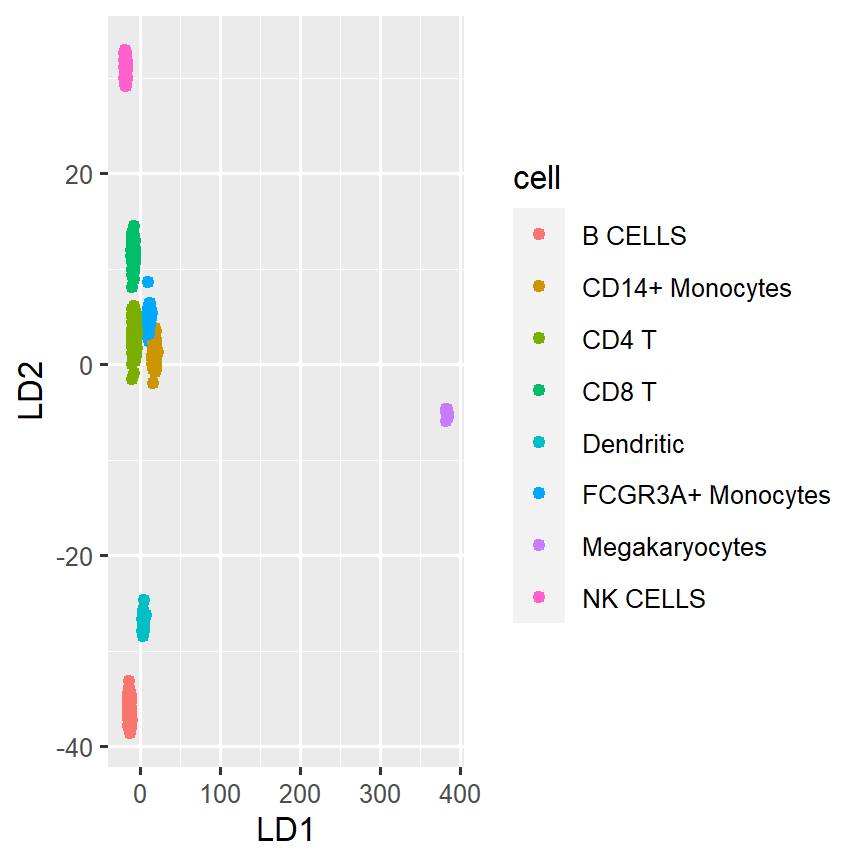 LD2
20
0
-20
-40
0 100 200 300 400
LD1
cell
B CELLS
CD14+ Monocytes
CD4 T
CD8 T
Dendritic
FCGR3A+ Monocytes
Megakaryocytes
NK CELLS